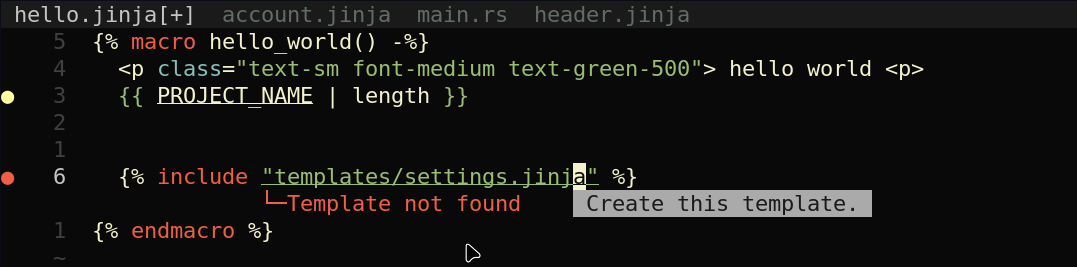 hello.jinja[+] account.jinja main.rs header.jinja
5 {% macro hello_world() -%}
4 <p class="text-sm font-medium text-green-500"> hello world <p>
3 {{ PROJECT_NAME | length }}
2
1
6 {% include "templates/settings.jinja" %}
└─Template not found Create this template.
1 {% endmacro %}
~